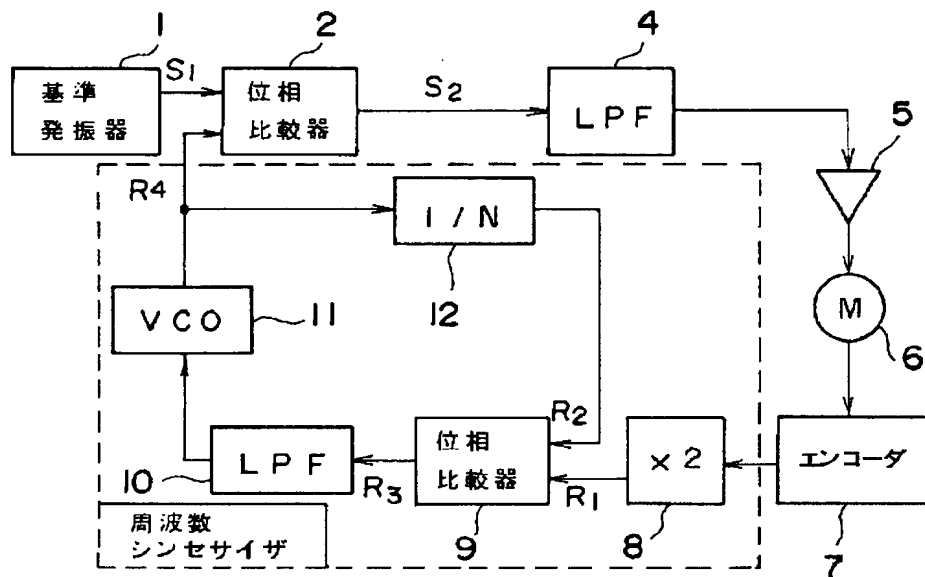 1
2
4
基準
発振器
S1
位相
比較器
S2
LPF
5
R4
1/N
12
VCO
11
M
6
R2
LPF
10
R3
位相
比較器
9
R1
×2
8
エンコーダ
7
周波数
シンセサイザ